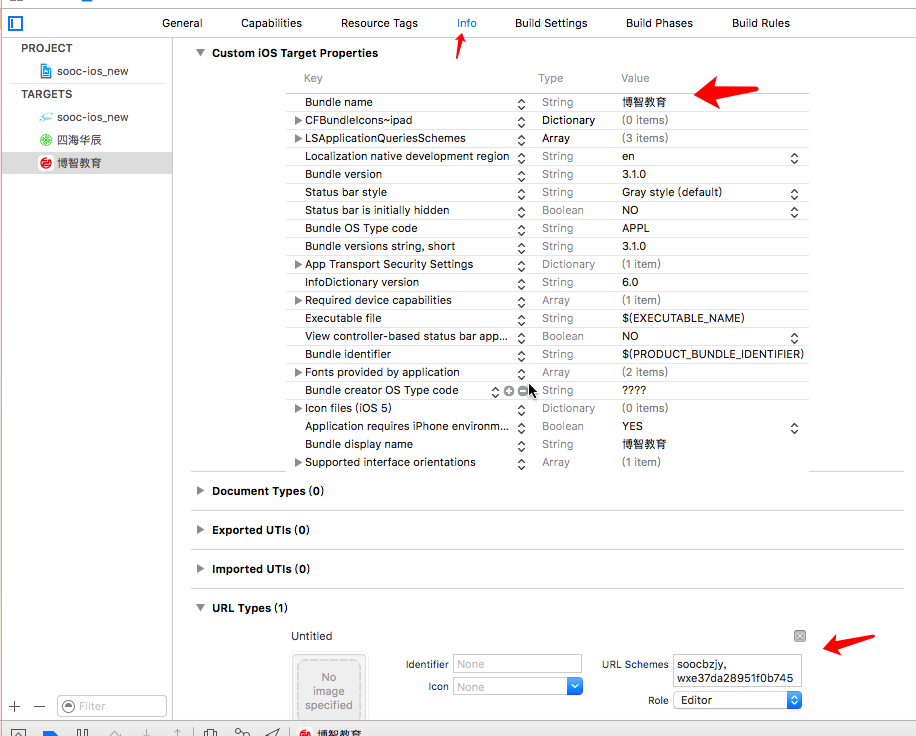 General Capabilities Resource Tags Info Build Settings Build Phases Build Rules
PROJECT
sooc-ios_new
TARGETS
sooc-ios_new
四海华辰
博智教育
Custom iOS Target Properties
Key Type Value
Bundle name String 博智教育
CFBundleIcons~ipad Dictionary (0 items)
LSApplicationQueriesSchemes Array (3 items)
Localization native development region String en
Bundle version String 3.1.0
Status bar style String Gray style (default)
Status bar is initially hidden Boolean NO
Bundle OS Type code String APPL
Bundle versions string, short String 3.1.0
App Transport Security Settings Dictionary (1 item)
InfoDictionary version String 6.0
Required device capabilities Array (1 item)
Executable file String $(EXECUTABLE_NAME)
View controller-based status bar app... Boolean NO
Bundle identifier String $(PRODUCT_BUNDLE_IDENTIFIER)
Fonts provided by application Array (2 items)
Bundle creator OS Type code String ????
Icon files (iOS 5) Dictionary (0 items)
Application requires iPhone environm... Boolean YES
Bundle display name String 博智教育
Supported interface orientations Array (1 item)
Document Types (0)
Exported UTIs (0)
Imported UTIs (0)
URL Types (1)
Untitled
No
image
specified
Identifier None
Icon None
URL Schemes soocbzjy,
wxe37da28951f0b745
Role Editor
Filter
博智教育